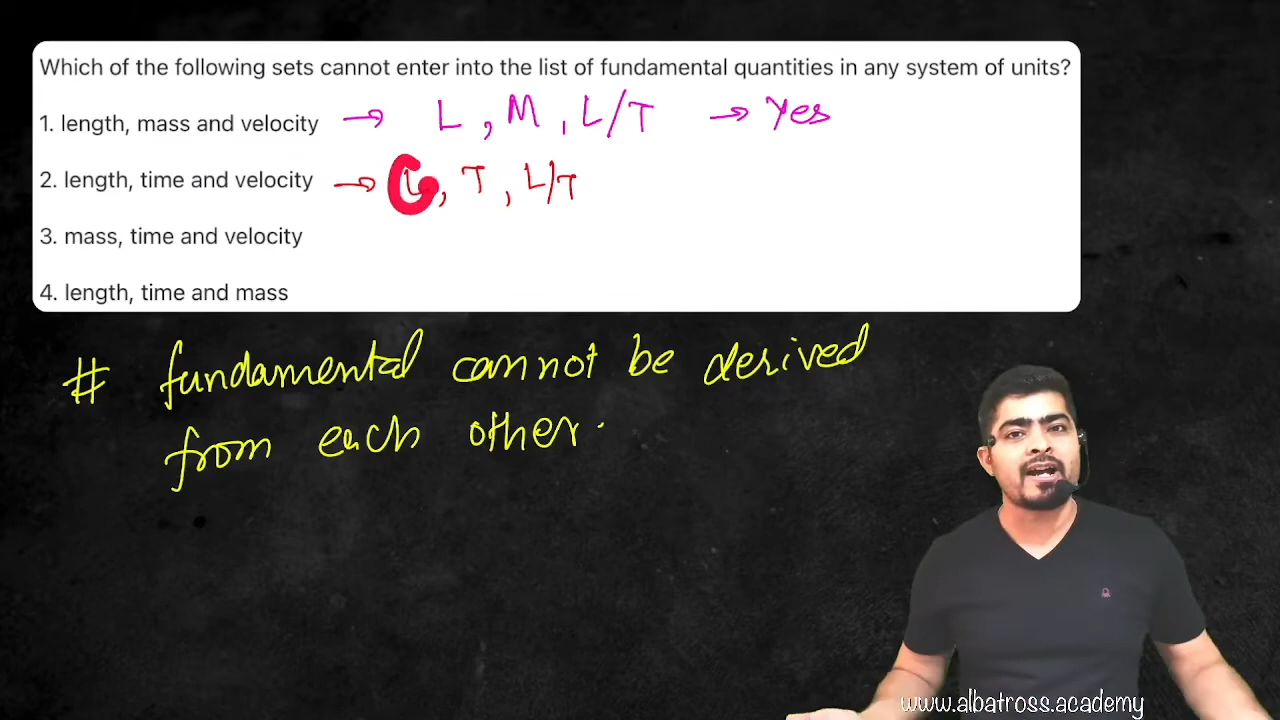 Which of the following sets cannot enter into the list of fundamental quantities in any system of units?
1. length, mass and velocity → L , M , L/T → Yes
2. length, time and velocity → L , T , L/T
3. mass, time and velocity
4. length, time and mass
# fundamental cannot be derived
from each other.
www.albatross.academy